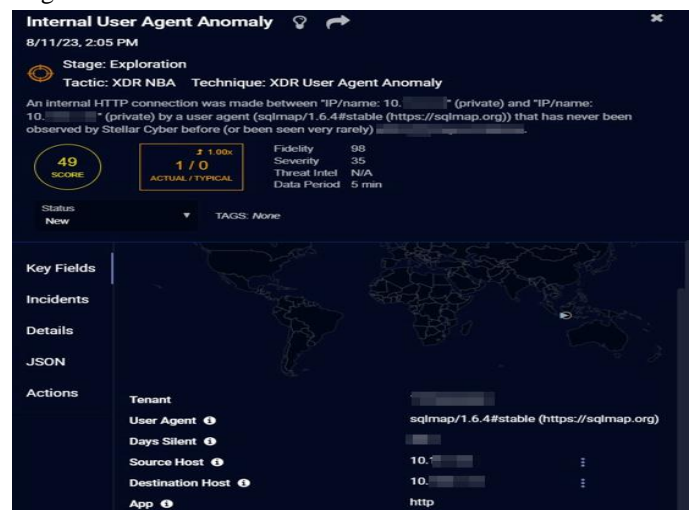 Internal User Agent Anomaly
8/11/23, 2:05 PM
Stage: Exploration
Tactic: XDR NBA Technique: XDR User Agent Anomaly
An internal HTTP connection was made between "IP/name: 10. " (private) and "IP/name:
10. " (private) by a user agent (sqlmap/1.6.4#stable (https://sqlmap.org)) that has never been
observed by Stellar Cyber before (or been seen very rarely)
49
SCORE
1.00x
1 / 0
ACTUAL / TYPICAL
Fidelity 98
Severity 35
Threat Intel N/A
Data Period 5 min
Status
New
TAGS: None
Key Fields
Incidents
Details
JSON
Actions
Tenant
User Agent sqlmap/1.6.4#stable (https://sqlmap.org)
Days Silent
Source Host 10.1
Destination Host 10.
App http